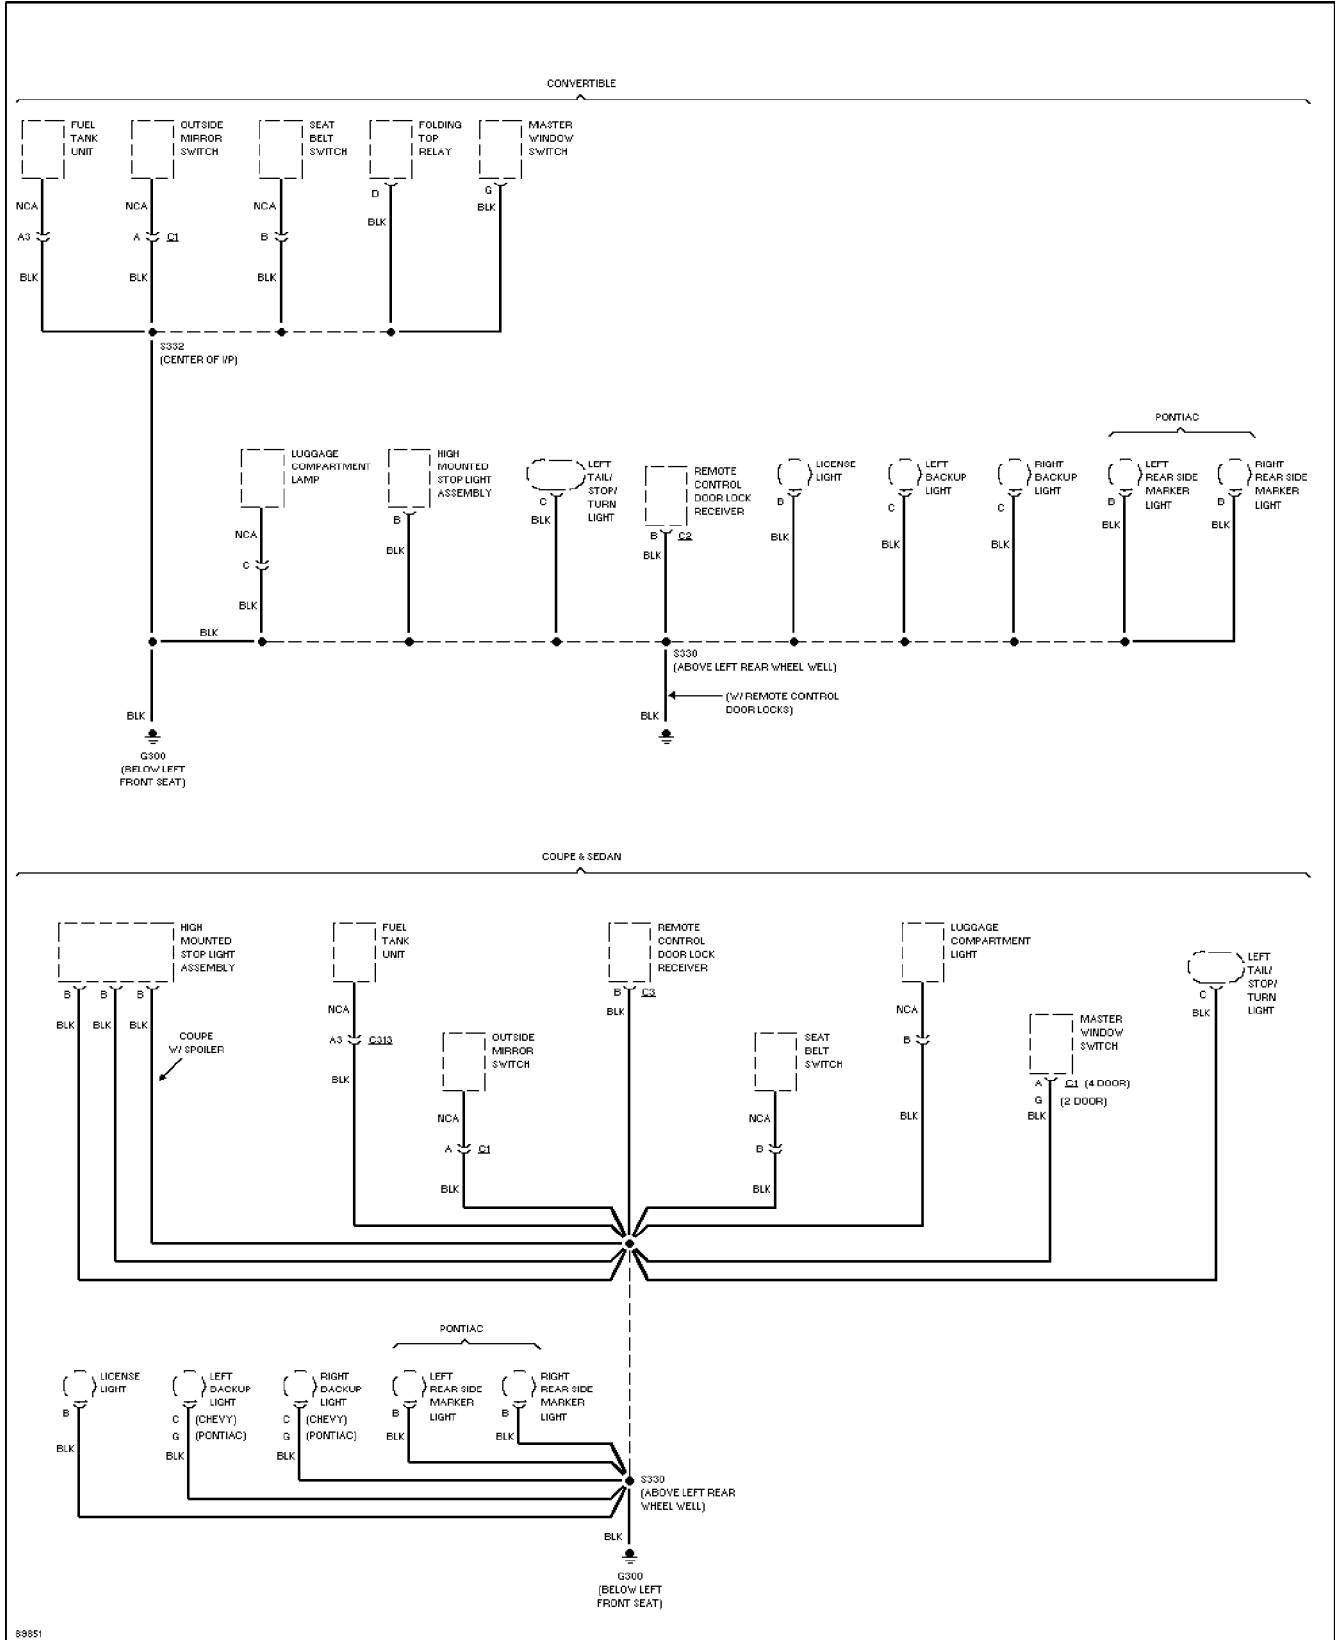 CONVERTIBLE
FUEL
TANK
UNIT
OUTSIDE
MIRROR
SWITCH
SEAT
BELT
SWITCH
FOLDING
TOP
RELAY
MASTER
WINDOW
SWITCH
D
G
NCA
NCA
NCA
BLK
BLK
A3
A
C1
B
BLK
BLK
BLK
S332
(CENTER OF I/P)
PONTIAC
LUGGAGE
COMPARTMENT
LAMP
HIGH
MOUNTED
STOP LIGHT
ASSEMBLY
LEFT
TAIL/
STOP/
TURN
LIGHT
REMOTE
CONTROL
DOOR LOCK
RECEIVER
LICENSE
LIGHT
LEFT
BACKUP
LIGHT
RIGHT
BACKUP
LIGHT
LEFT
REAR SIDE
MARKER
LIGHT
RIGHT
REAR SIDE
MARKER
LIGHT
B
C
B
C2
B
C
C
B
B
NCA
BLK
BLK
BLK
BLK
BLK
BLK
BLK
BLK
C
BLK
BLK
S330
(ABOVE LEFT REAR WHEEL WELL)
(W/ REMOTE CONTROL
DOOR LOCKS)
BLK
BLK
G300
(BELOW LEFT
FRONT SEAT)
COUPE & SEDAN
HIGH
MOUNTED
STOP LIGHT
ASSEMBLY
FUEL
TANK
UNIT
REMOTE
CONTROL
DOOR LOCK
RECEIVER
LUGGAGE
COMPARTMENT
LIGHT
LEFT
TAIL/
STOP/
TURN
LIGHT
B
B
B
B
C3
C
BLK
BLK
BLK
NCA
BLK
NCA
BLK
COUPE
W/ SPOILER
A3
C313
BLK
OUTSIDE
MIRROR
SWITCH
SEAT
BELT
SWITCH
B
MASTER
WINDOW
SWITCH
A
C1 (4 DOOR)
G
(2 DOOR)
NCA
NCA
BLK
BLK
A
C1
B
BLK
BLK
PONTIAC
LICENSE
LIGHT
LEFT
BACKUP
LIGHT
RIGHT
BACKUP
LIGHT
LEFT
REAR SIDE
MARKER
LIGHT
RIGHT
REAR SIDE
MARKER
LIGHT
B
C (CHEVY)
G (PONTIAC)
C (CHEVY)
G (PONTIAC)
B
B
BLK
BLK
BLK
BLK
BLK
S330
(ABOVE LEFT REAR
WHEEL WELL)
BLK
G300
(BELOW LEFT
FRONT SEAT)
89851